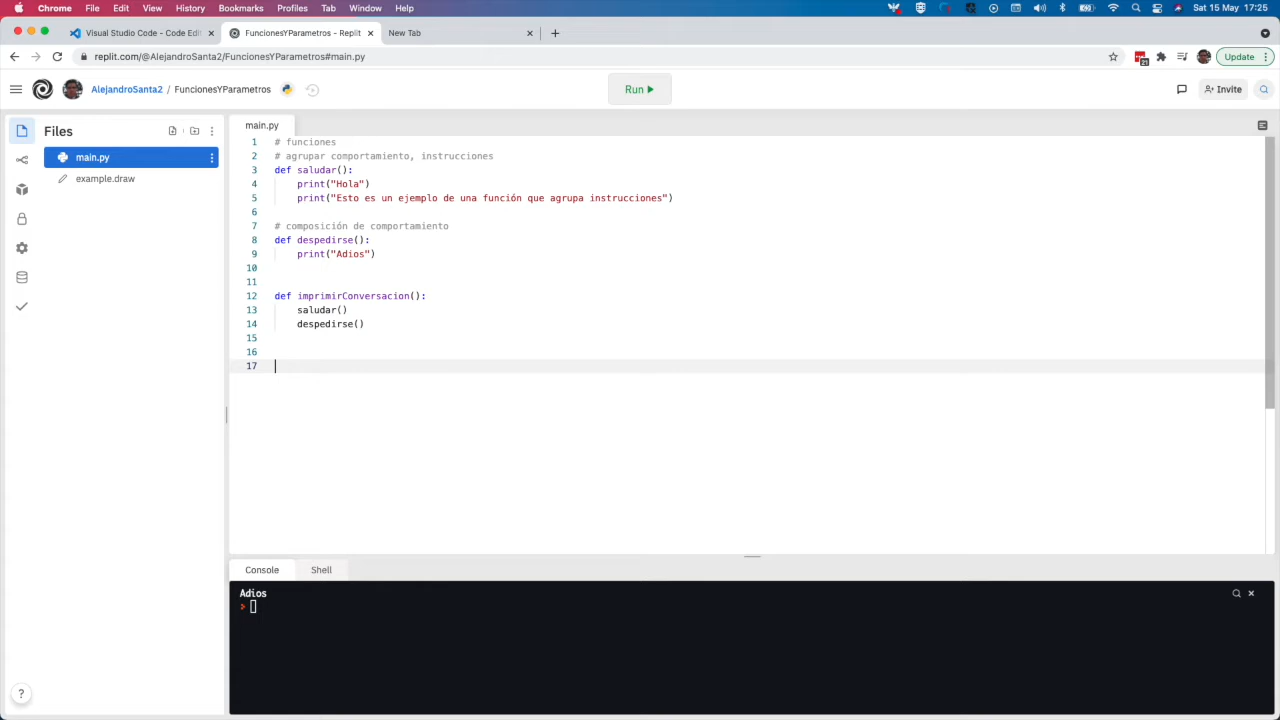 Chrome File Edit View History Bookmarks Profiles Tab Window Help Sat 15 May 17:25
Visual Studio Code - Code Edit FuncionesYParametros - Replit New Tab
replit.com/@AlejandroSanta2/FuncionesYParametros#main.py Update
AlejandroSanta2 / FuncionesYParametros Run Invite
Files
main.py
example.draw
main.py
1 # funciones
2 # agrupar comportamiento, instrucciones
3 def saludar():
4 print("Hola")
5 print("Esto es un ejemplo de una función que agrupa instrucciones")
6
7 # composición de comportamiento
8 def despedirse():
9 print("Adios")
10
11
12 def imprimirConversacion():
13 saludar()
14 despedirse()
15
16
17
Console Shell
Adios
>
?